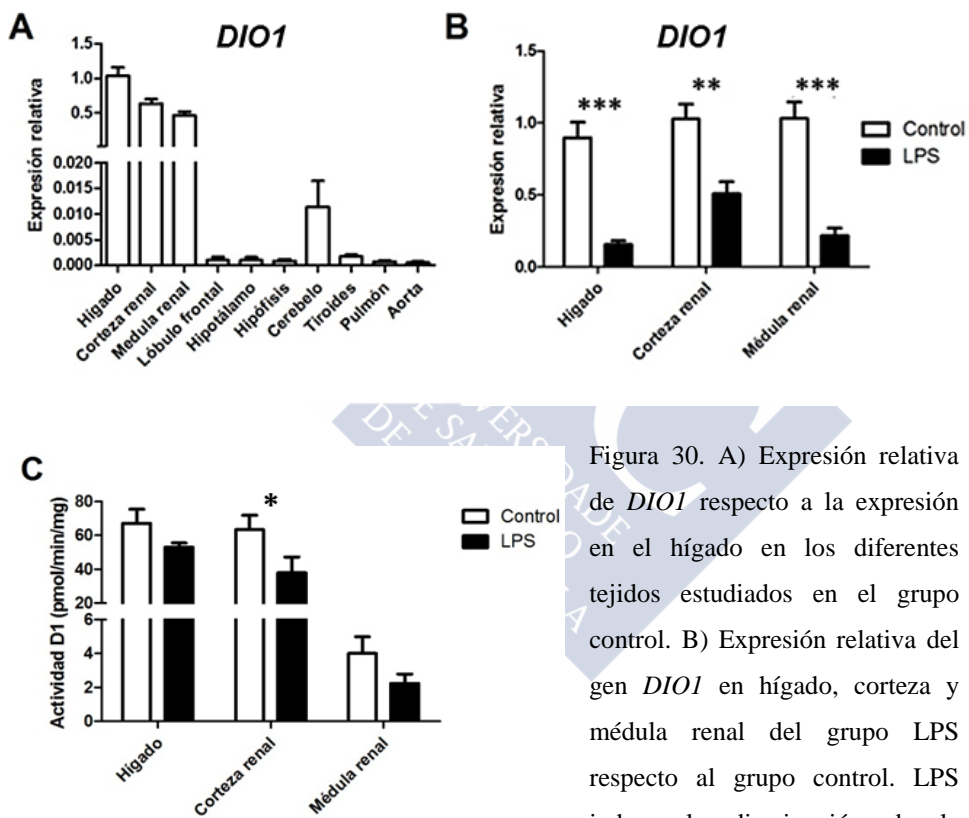 A
DIO1
Expresión relativa
1.5
1.0
0.5
0.020
0.015
0.010
0.005
0.000
Hígado
Corteza renal
Medula renal
Lóbulo frontal
Hipotálamo
Hipófisis
Cerebelo
Tiroides
Pulmón
Aorta
B
DIO1
Expresión relativa
1.5
1.0
0.5
0.0
***
**
***
Control
LPS
Hígado
Corteza renal
Médula renal
C
Actividad D1 (pmol/min/mg)
80
60
40
20
6
4
2
0
*
Control
LPS
Hígado
Corteza renal
Médula renal
Figura 30. A) Expresión relativa
de DIO1 respecto a la expresión
en el hígado en los diferentes
tejidos estudiados en el grupo
control. B) Expresión relativa del
gen DIO1 en hígado, corteza y
médula renal del grupo LPS
respecto al grupo control. LPS